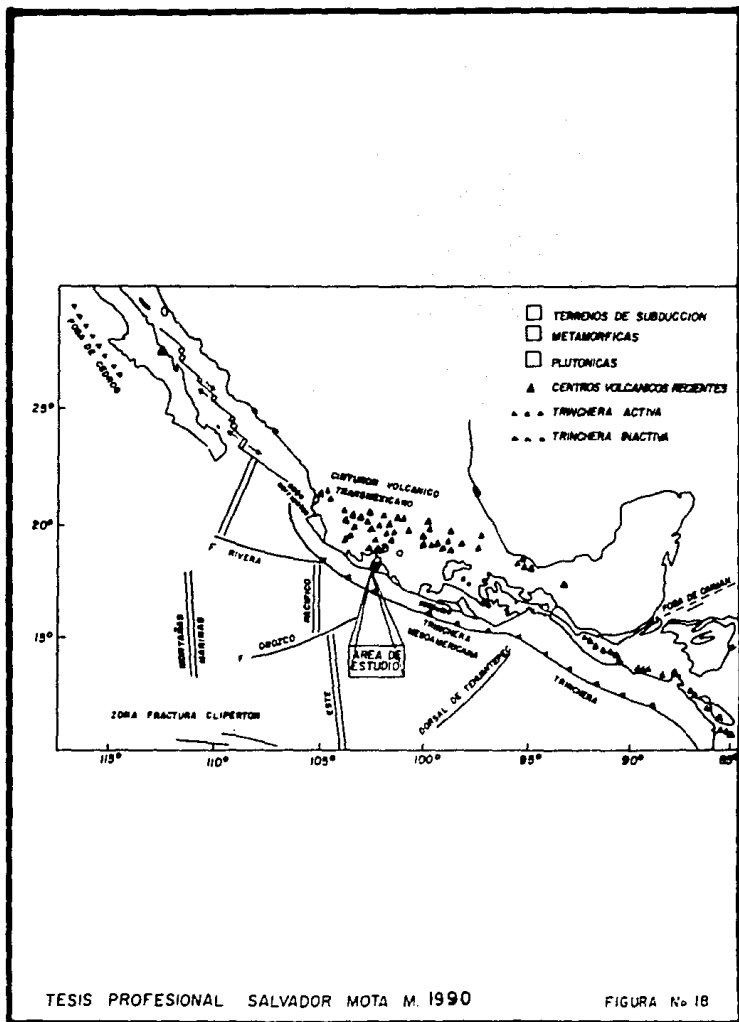 TERRENOS DE SUBDUCCION
METAMORFICAS
PLUTONICAS
CENTROS VOLCANICOS RECIENTES
TRINCHERA ACTIVA
TRINCHERA INACTIVA
FOSA DE CEDROS
25°
CINTURON VOLCANICO
TRANSMEXICANO
20°
F RIVERA
FOSA DE CAIMAN
MONTAÑAS
MARINAS
PACIFICO
15°
F OROZCO
TRINCHERA
MESOAMERICANA
AREA DE
ESTUDIO
ESTE
DORSAL DE TEHUANTEPEC
TRINCHERA
ZONA FRACTURA CLIPERTON
115° 110° 105° 100° 95° 90° 85°
TESIS PROFESIONAL SALVADOR MOTA M. 1990 FIGURA No 18